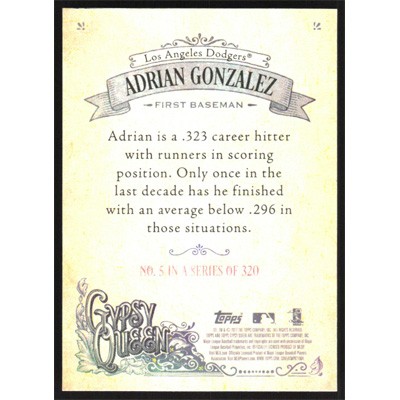 Los Angeles Dodgers®
ADRIAN GONZALEZ
FIRST BASEMAN
Adrian is a .323 career hitter
with runners in scoring
position. Only once in the
last decade has he finished
with an average below .296 in
those situations.
NO. 5 IN A SERIES OF 320
GYPSY
QUEEN
Topps